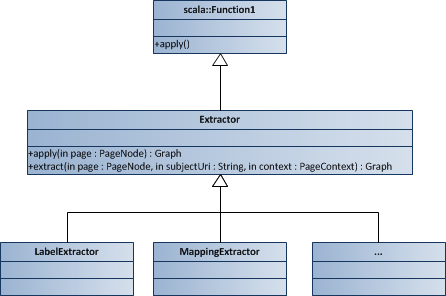 scala::Function1
+apply()
Extractor
+apply(in page : PageNode) : Graph
+extract(in page : PageNode, in subjectUri : String, in context : PageContext) : Graph
LabelExtractor
MappingExtractor
...